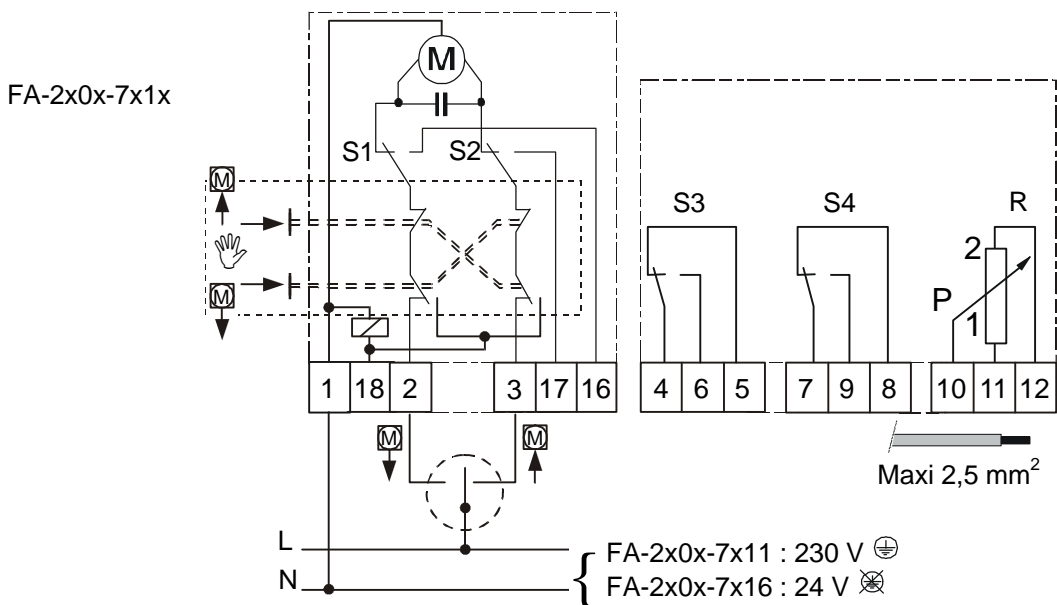 FA-2x0x-7x1x
M
S1 S2
M
M
S3 S4 R
2
P
1
1 18 2 3 17 16 4 6 5 7 9 8 10 11 12
M M
Maxi 2,5 mm²
L
N
FA-2x0x-7x11 : 230 V
FA-2x0x-7x16 : 24 V